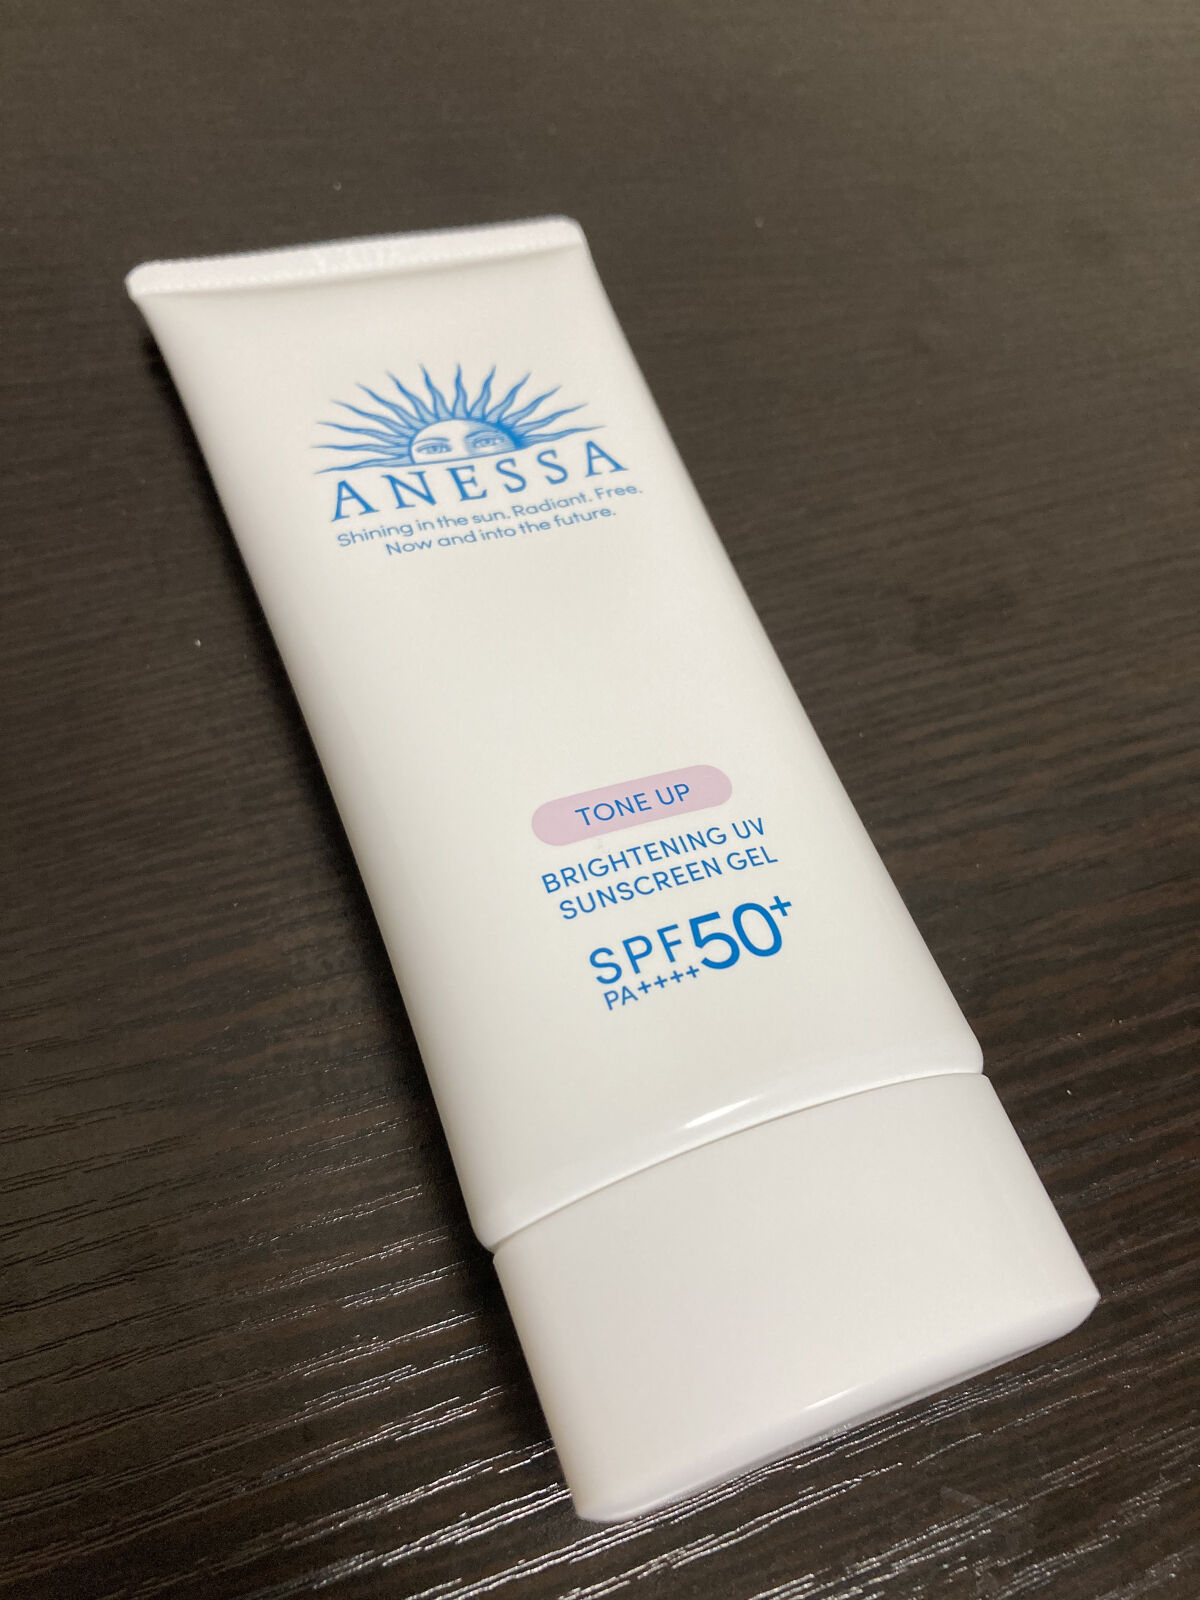 ANESSA
Shining in the sun. Radiant. Free.
Now and into the future.
TONE UP
BRIGHTENING UV
SUNSCREEN GEL
SPF50+
PA++++